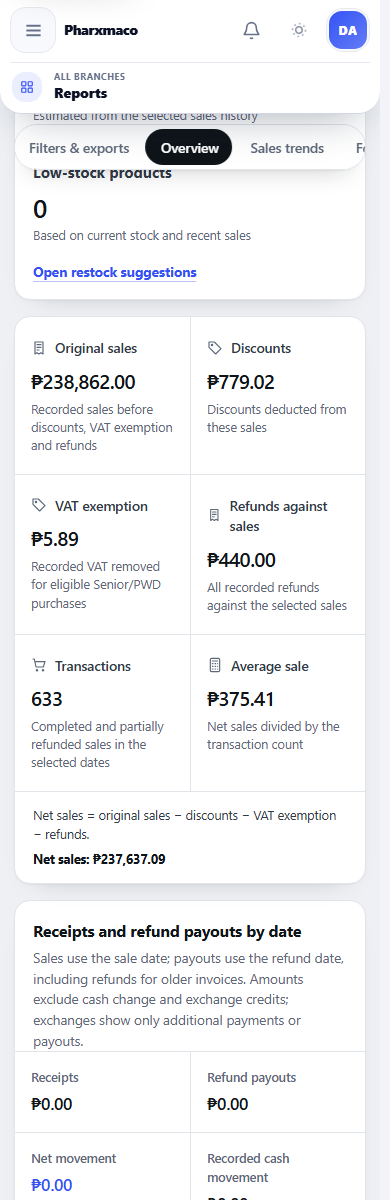 Pharxmaco
DA
ALL BRANCHES
Reports
Estimated from the selected sales history
Filters & exports
Overview
Sales trends
Low-stock products
0
Based on current stock and recent sales
Open restock suggestions
Original sales
₱238,862.00
Recorded sales before
discounts, VAT exemption
and refunds
Discounts
₱779.02
Discounts deducted from
these sales
VAT exemption
₱5.89
Recorded VAT removed
for eligible Senior/PWD
purchases
Refunds against
sales
₱440.00
All recorded refunds
against the selected sales
Transactions
633
Completed and partially
refunded sales in the
selected dates
Average sale
₱375.41
Net sales divided by the
transaction count
Net sales = original sales − discounts − VAT exemption
− refunds.
Net sales: ₱237,637.09
Receipts and refund payouts by date
Sales use the sale date; payouts use the refund date,
including refunds for older invoices. Amounts
exclude cash change and exchange credits;
exchanges show only additional payments or
payouts.
Receipts
₱0.00
Refund payouts
₱0.00
Net movement
₱0.00
Recorded cash
movement